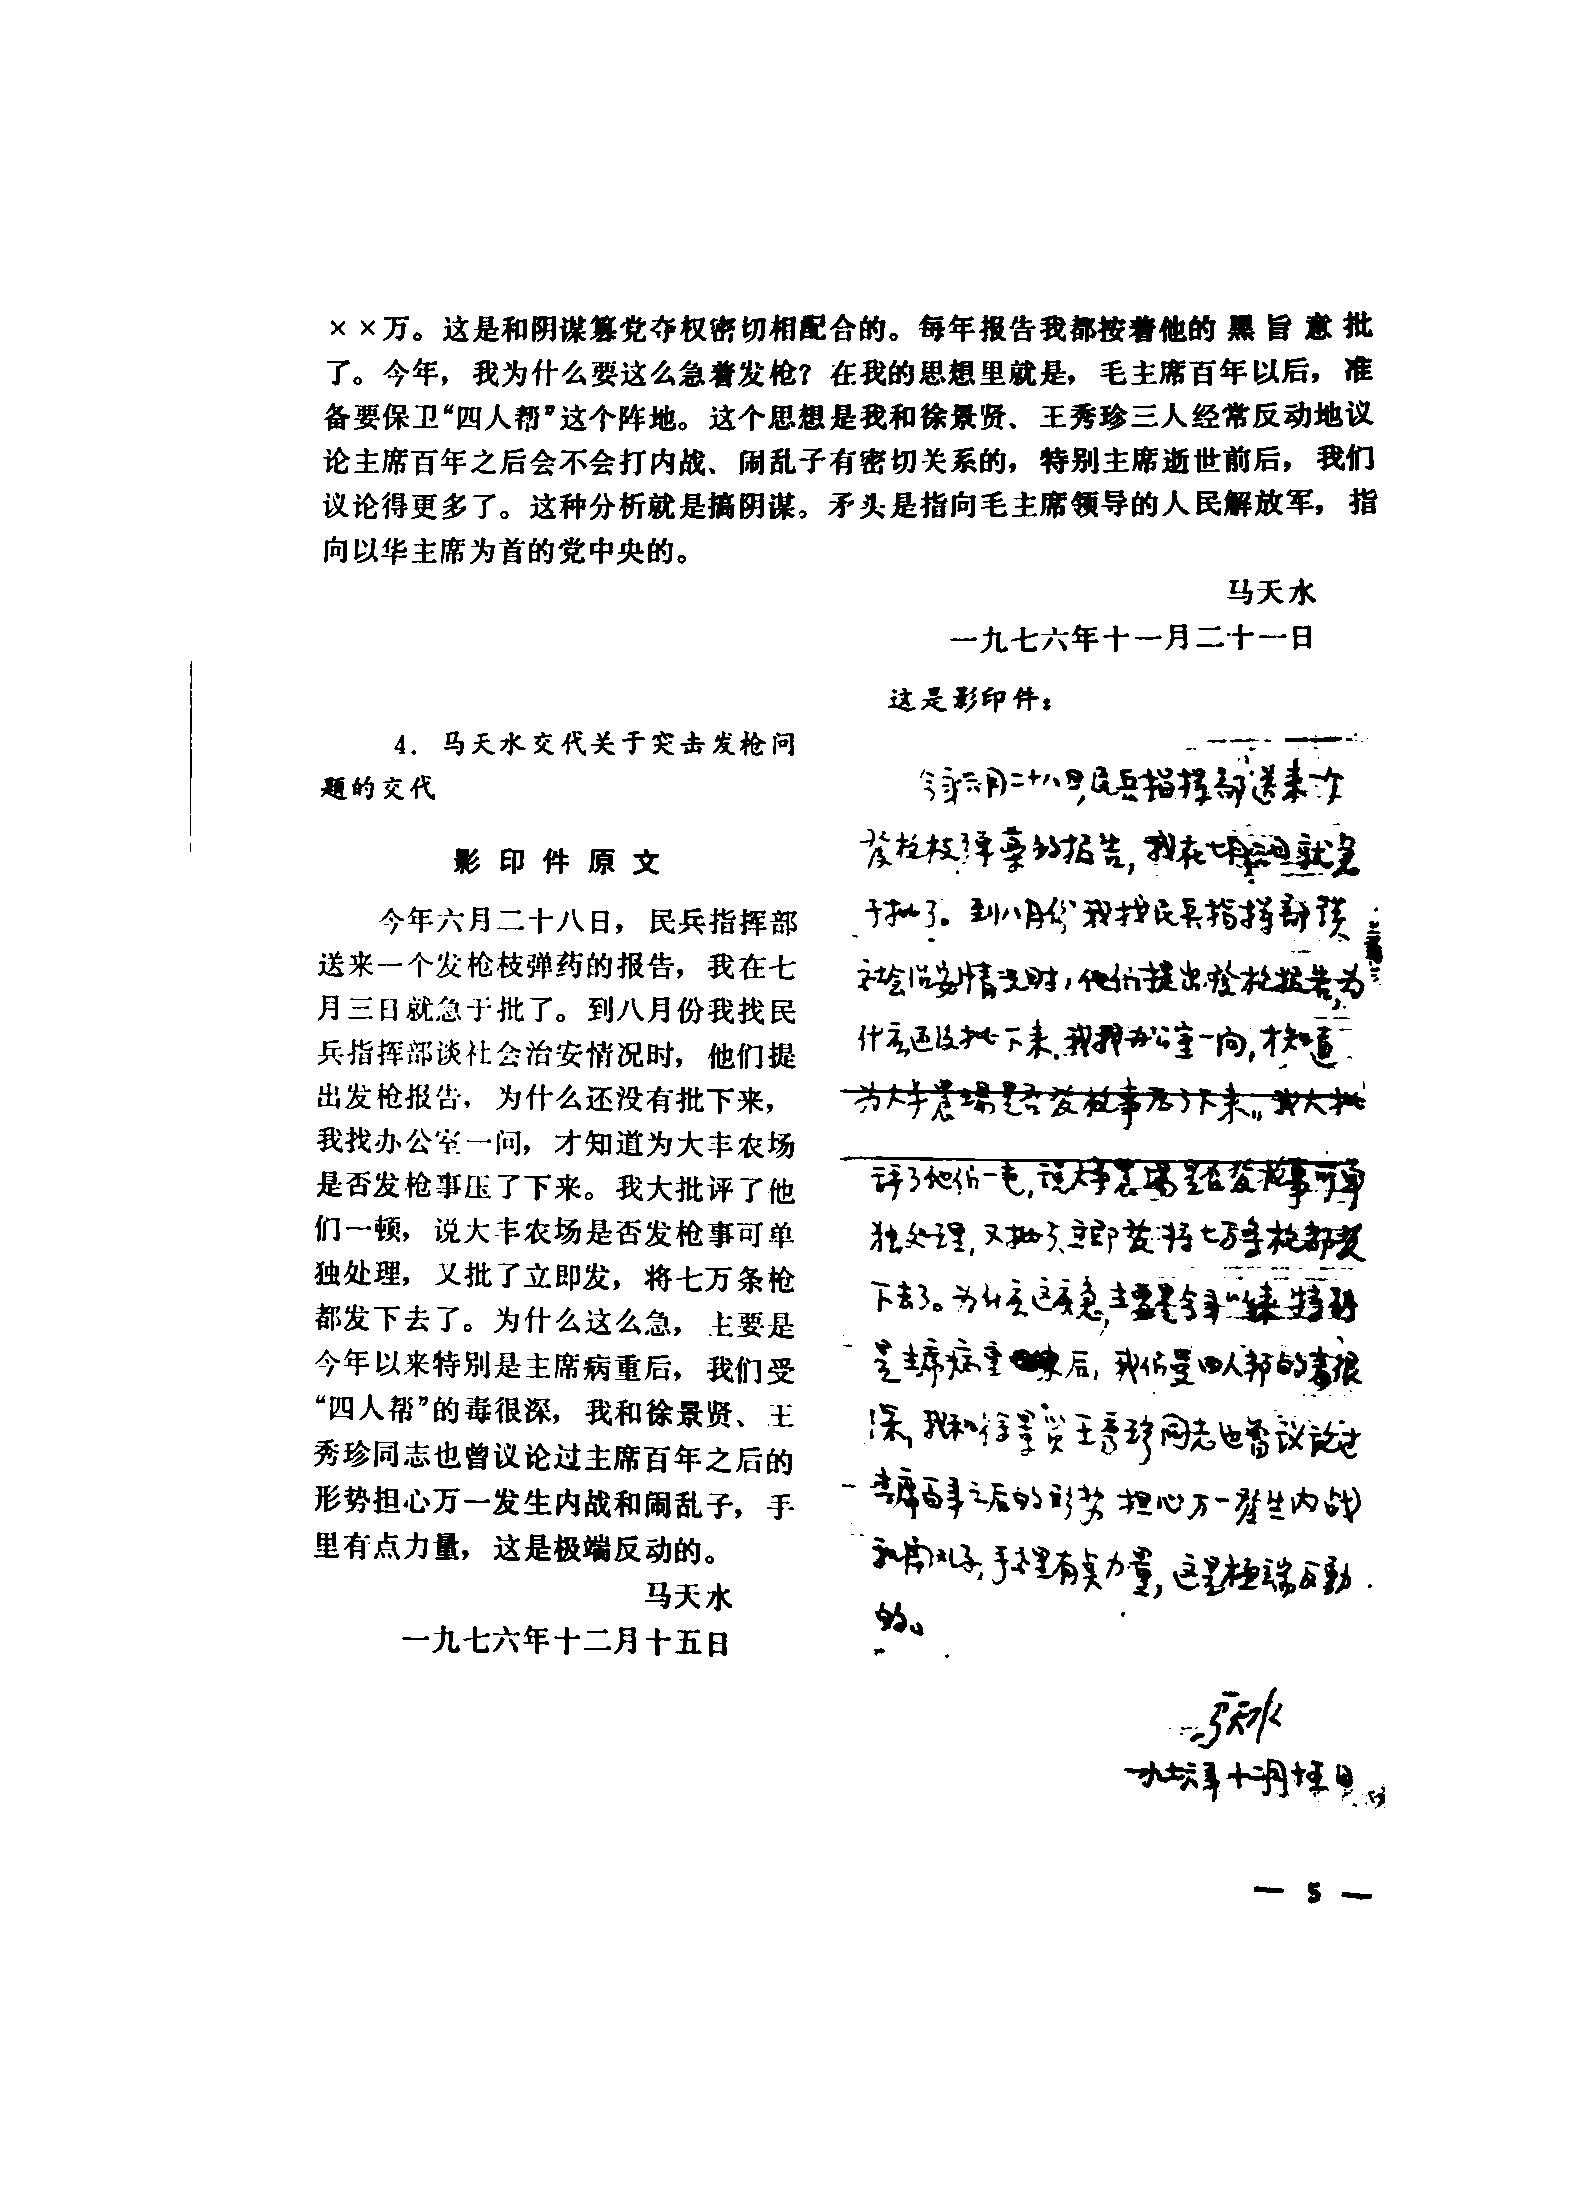 ××万。这是和阴谋篡党夺权密切相配合的。每年报告我都按着他的黑旨意批
了。今年，我为什么要这么急着发枪？在我的思想里就是，毛主席百年以后，准
备要保卫“四人帮”这个阵地。这个思想是我和徐景贤、王秀珍三人经常反动地议
论主席百年之后会不会打内战、闹乱子有密切关系的，特别主席逝世前后，我们
议论得更多了。这种分析就是搞阴谋。矛头是指向毛主席领导的人民解放军，指
向以华主席为首的党中央的。
马天水
一九七六年十一月二十一日
4．马天水交代关于突击发枪问
题的交代
影印件原文
今年六月二十八日，民兵指挥部
送来一个发枪枝弹药的报告，我在七
月三日就急于批了。到八月份我找民
兵指挥部谈社会治安情况时，他们提
出发枪报告，为什么还没有批下来，
我找办公室一问，才知道为大丰农场
是否发枪事压了下来。我大批评了他
们一顿，说大丰农场是否发枪事可单
独处理，又批了立即发，将七万条枪
都发下去了。为什么这么急，主要是
今年以来特别是主席病重后，我们受
“四人帮”的毒很深，我和徐景贤、王
秀珍同志也曾议论过主席百年之后的
形势担心万一发生内战和闹乱子，手
里有点力量，这是极端反动的。
马天水
一九七六年十二月十五日
这是影印件：
今年六月二十八日，民兵指挥部送来一个
发枪枝弹药的报告，我在七月三日就急
于批了。到八月份我找民兵指挥部谈
社会治安情况时，他们提出发枪报告，为
什么还没批下来，我找办公室一问，才知道
为大丰农场是否发枪事压了下来。我大批
评了他们一顿，说大丰农场是否发枪事可单
独处理，又批了立即发，将七万条枪都发
下去了。为什么这么急，主要是今年以来特别
是主席病重后，我们受四人帮的毒很
深，我和徐景贤王秀珍同志也曾议论过
主席百年之后的形势担心万一发生内战
和闹乱子，手里有点力量，这是极端反动
的。
马天水
一九七六年十二月十五日
— 5 —